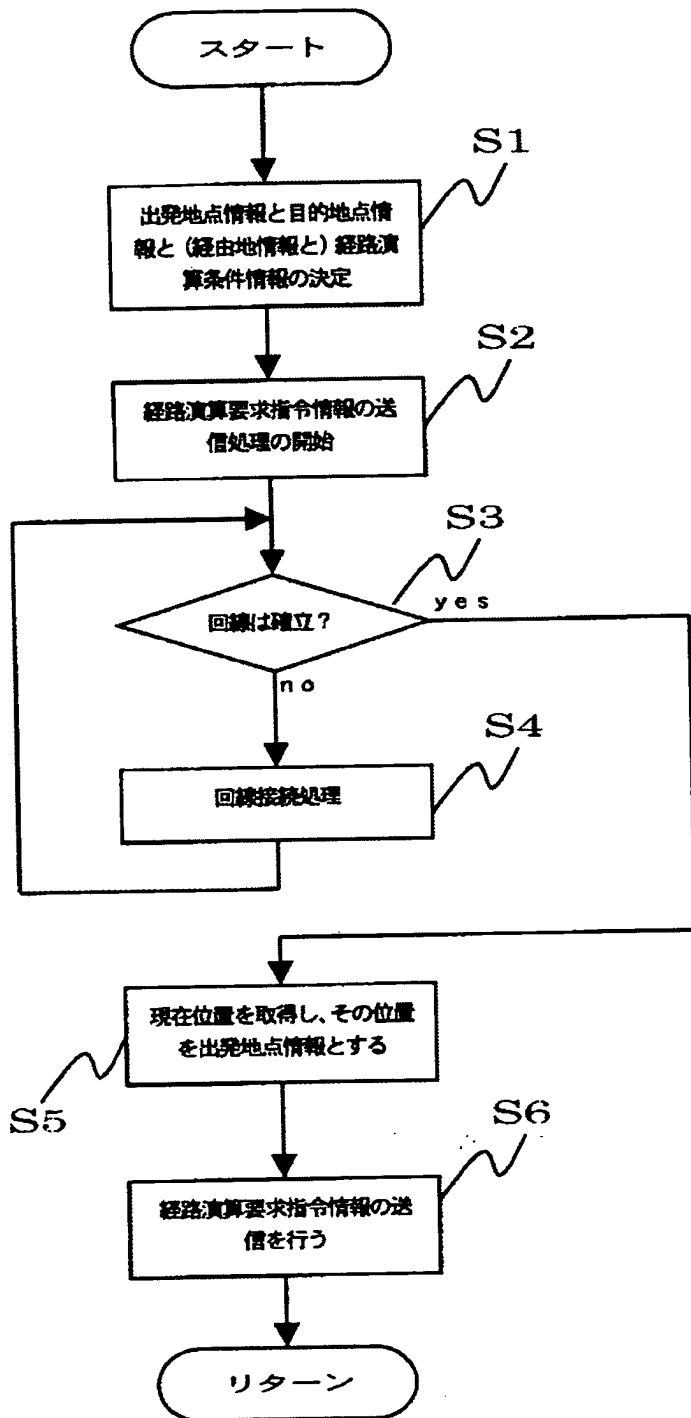 スタート
S1
出発地点情報と目的地点情
報と（経由地情報と）経路演
算条件情報の決定
S2
経路演算要求指令情報の送
信処理の開始
S3
回線は確立？
yes
no
S4
回線接続処理
現在位置を取得し、その位置
を出発地点情報とする
S5
S6
経路演算要求指令情報の送
信を行う
リターン